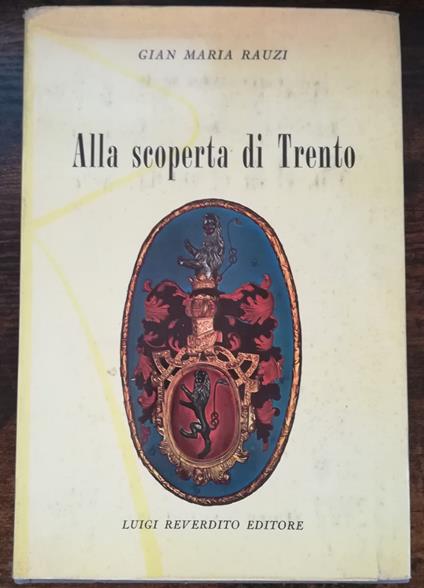 GIAN MARIA RAUZI
Alla scoperta di Trento
LUIGI REVERDITO EDITORE